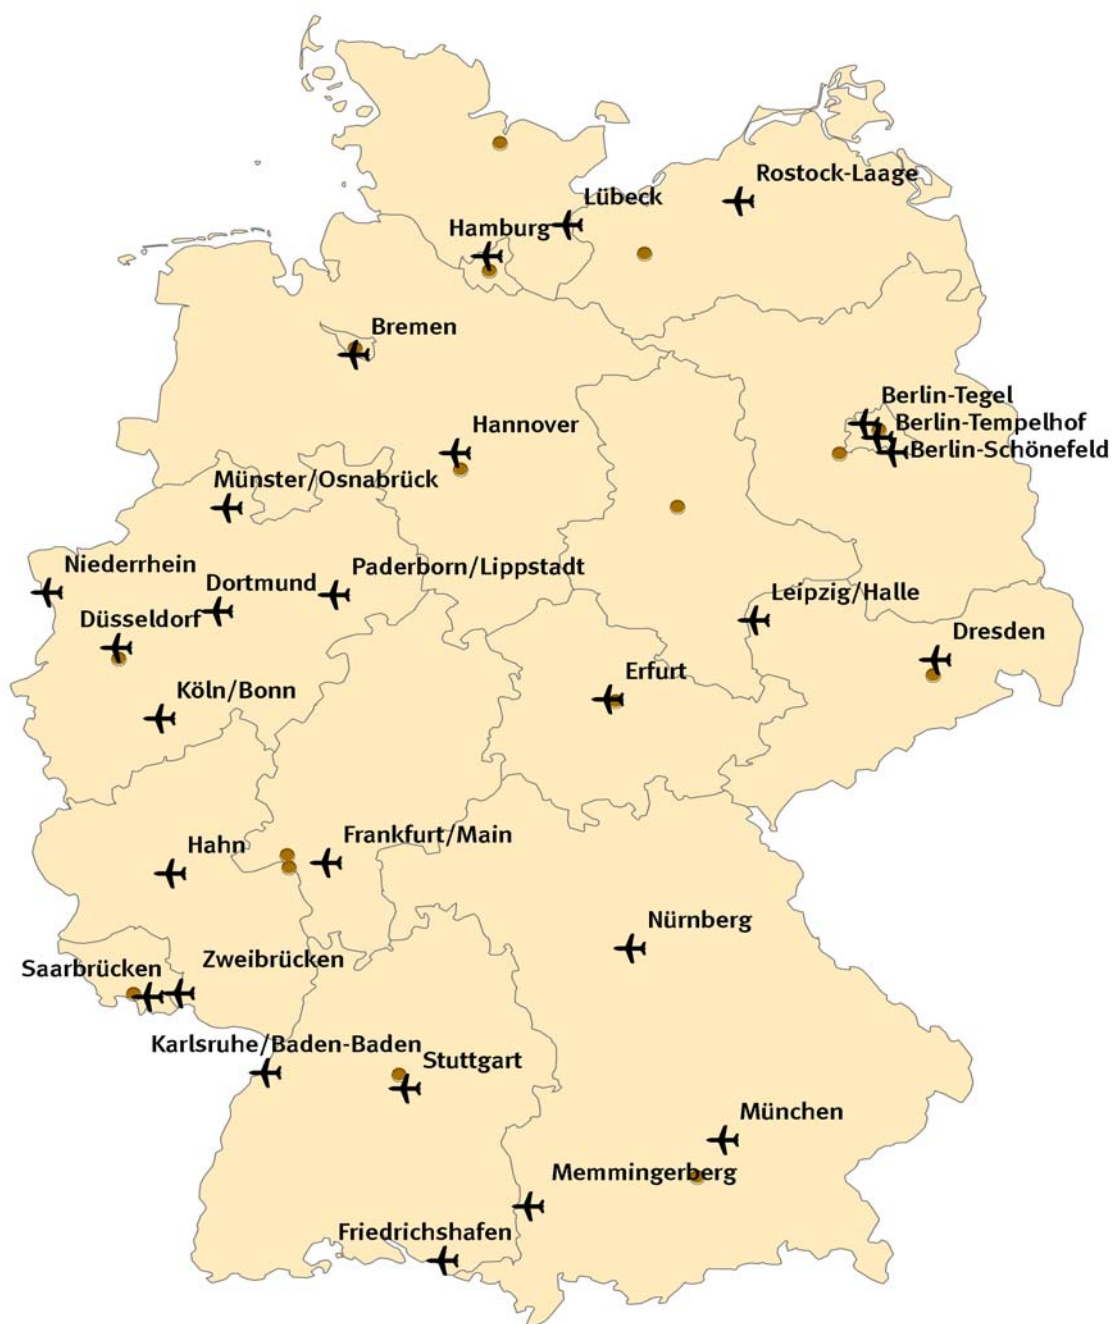 Rostock-Laage
Lübeck
Hamburg
Bremen
Berlin-Tegel
Berlin-Tempelhof
Hannover
Berlin-Schönefeld
Münster/Osnabrück
Niederrhein
Paderborn/Lippstadt
Dortmund
Leipzig/Halle
Düsseldorf
Dresden
Erfurt
Köln/Bonn
Frankfurt/Main
Hahn
Nürnberg
Zweibrücken
Saarbrücken
Karlsruhe/Baden-Baden
Stuttgart
München
Memmingerberg
Friedrichshafen